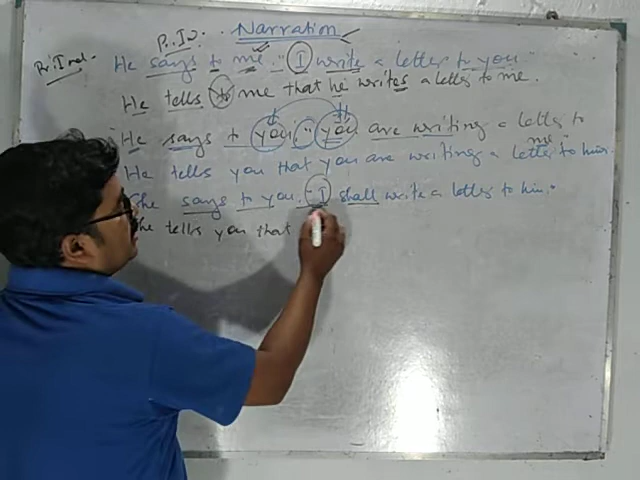 Narration
P.I.V.
Pr. Ind. He says to me "I write a letter to you"
He tells me that he writes a letter to me.
"He says to you, "you are writing a letter to me"
He tells you that you are writing a letter to him.
She says to you. "I shall write a letter to him."
She tells you that